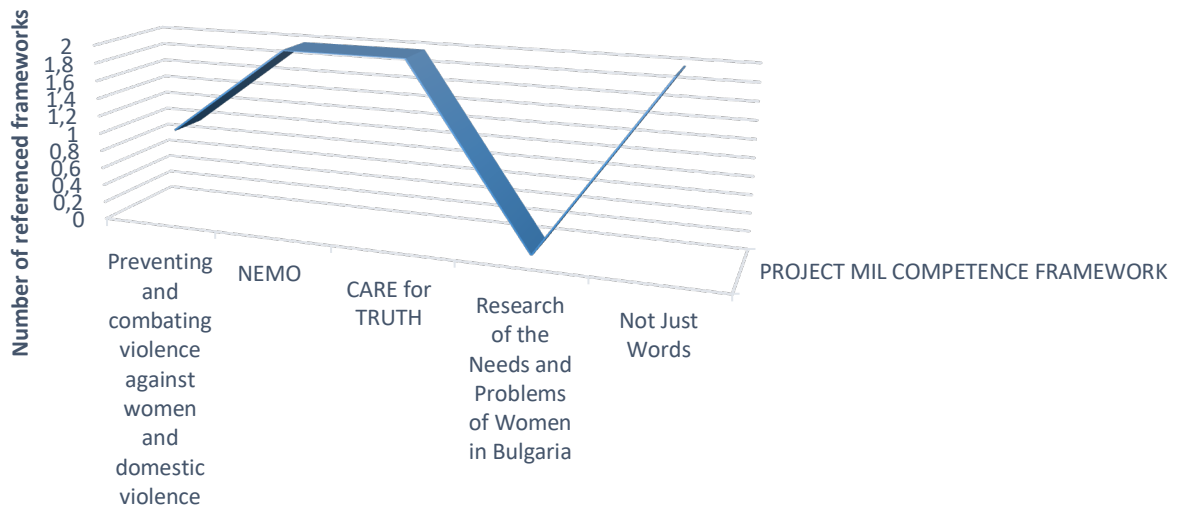 Number of referenced frameworks
2
1,8
1,6
1,4
1,2
1
0,8
0,6
0,4
0,2
0
Preventing
and
combating
violence
against
women
and
domestic
violence
NEMO
CARE for
TRUTH
Research
of the
Needs and
Problems
of Women
in Bulgaria
Not Just
Words
PROJECT MIL COMPETENCE FRAMEWORK